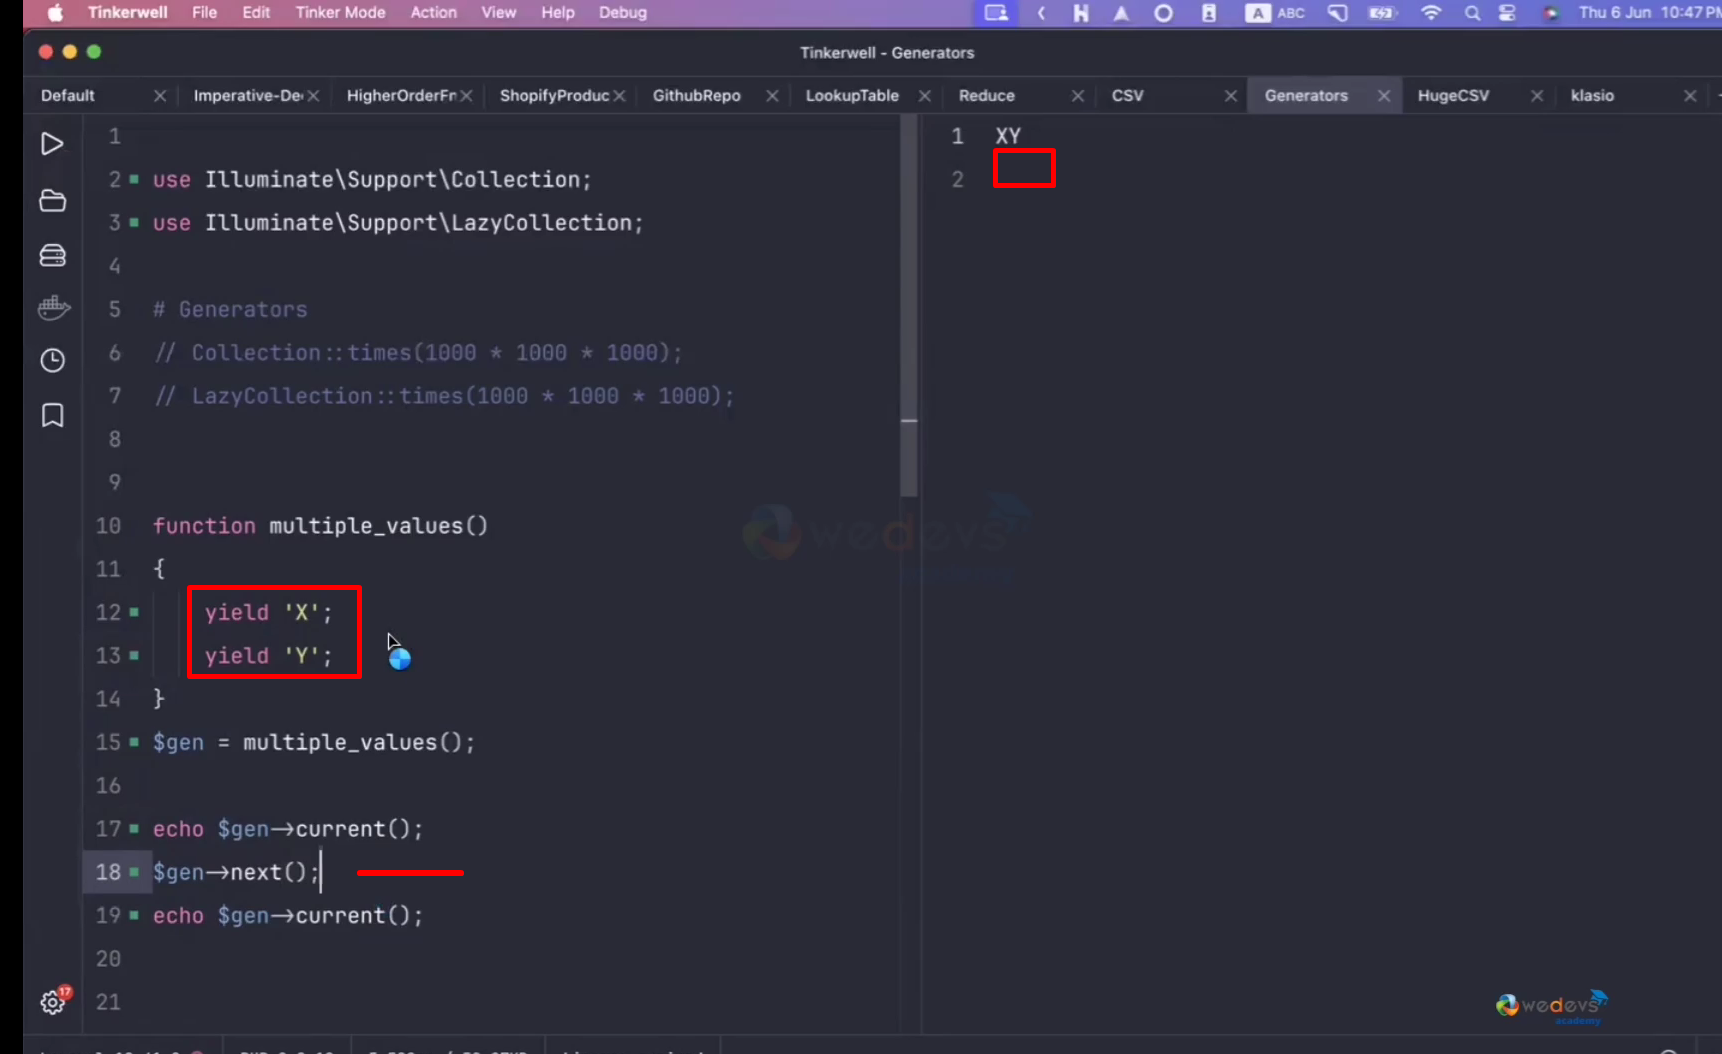 Tinkerwell File Edit Tinker Mode Action View Help Debug A ABC Thu 6 Jun 10:47
Tinkerwell - Generators
Default Imperative-De HigherOrderFn ShopifyProduc GithubRepo LookupTable Reduce CSV Generators HugeCSV klasio
1
2 use Illuminate\Support\Collection;
3 use Illuminate\Support\LazyCollection;
4
5 # Generators
6 // Collection::times(1000 * 1000 * 1000);
7 // LazyCollection::times(1000 * 1000 * 1000);
8
9
10 function multiple_values()
11 {
12 yield 'X';
13 yield 'Y';
14 }
15 $gen = multiple_values();
16
17 echo $gen->current();
18 $gen->next();
19 echo $gen->current();
20
21
17
1 XY
2
wedevs
wedevs
academy